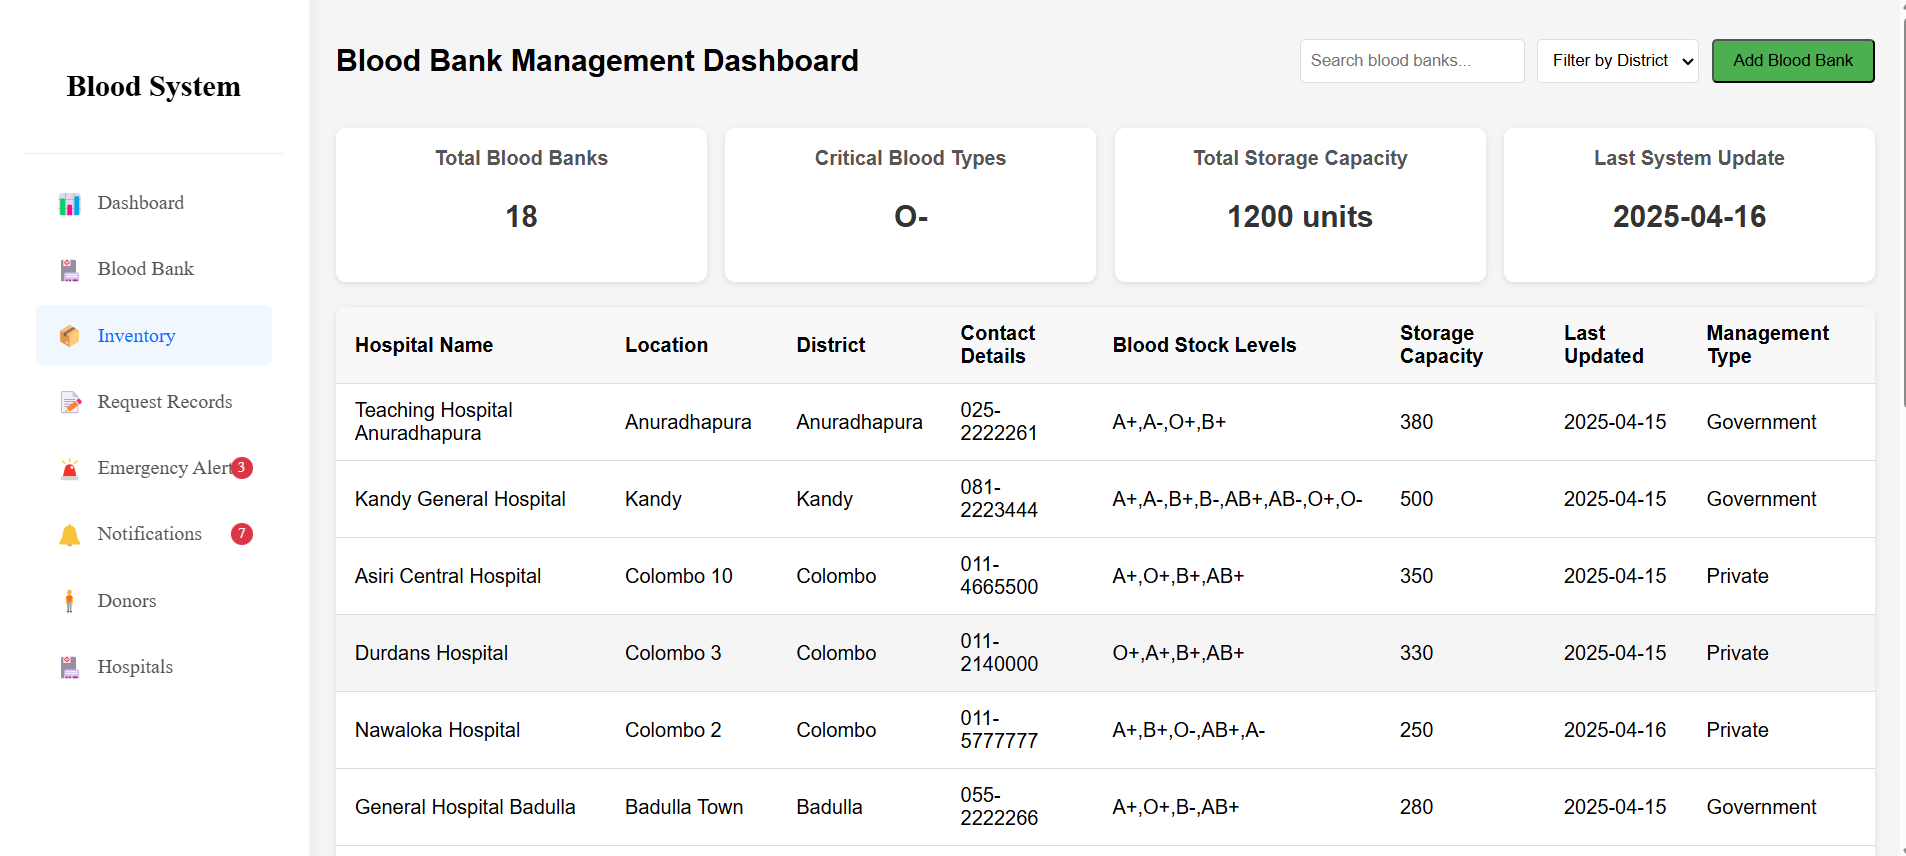 Blood System
Dashboard
Blood Bank
Inventory
Request Records
Emergency Alert 3
Notifications 7
Donors
Hospitals
Blood Bank Management Dashboard
Search blood banks...
Filter by District
Add Blood Bank
Total Blood Banks
18
Critical Blood Types
O-
Total Storage Capacity
1200 units
Last System Update
2025-04-16
Hospital Name
Location
District
Contact
Details
Blood Stock Levels
Storage
Capacity
Last
Updated
Management
Type
Teaching Hospital
Anuradhapura
Anuradhapura
Anuradhapura
025-
2222261
A+,A-,O+,B+
380
2025-04-15
Government
Kandy General Hospital
Kandy
Kandy
081-
2223444
A+,A-,B+,B-,AB+,AB-,O+,O-
500
2025-04-15
Government
Asiri Central Hospital
Colombo 10
Colombo
011-
4665500
A+,O+,B+,AB+
350
2025-04-15
Private
Durdans Hospital
Colombo 3
Colombo
011-
2140000
O+,A+,B+,AB+
330
2025-04-15
Private
Nawaloka Hospital
Colombo 2
Colombo
011-
5777777
A+,B+,O-,AB+,A-
250
2025-04-16
Private
General Hospital Badulla
Badulla Town
Badulla
055-
2222266
A+,O+,B-,AB+
280
2025-04-15
Government